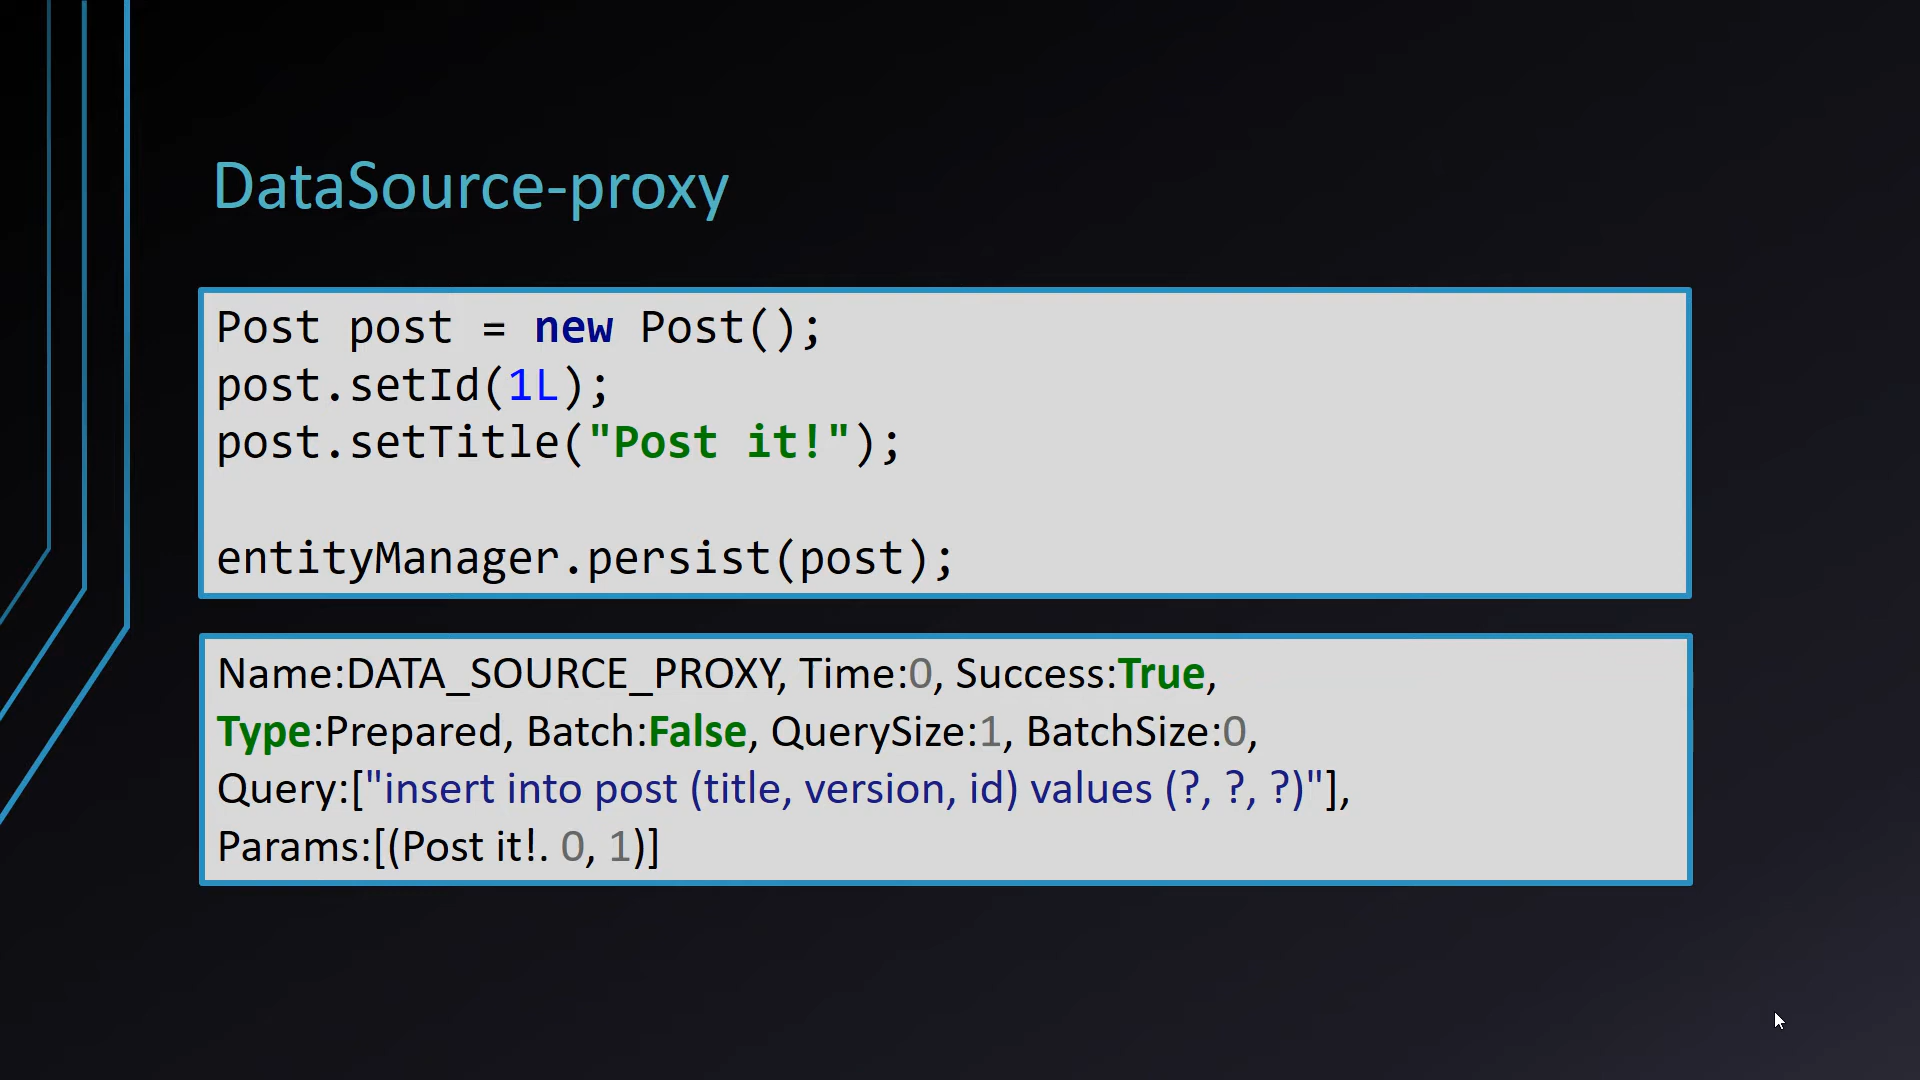 DataSource-proxy
Post post = new Post();
post.setId(1L);
post.setTitle("Post it!");
entityManager.persist(post);
Name:DATA_SOURCE_PROXY, Time:0, Success:True,
Type:Prepared, Batch:False, QuerySize:1, BatchSize:0,
Query:["insert into post (title, version, id) values (?, ?, ?)"],
Params:[(Post it!. 0, 1)]